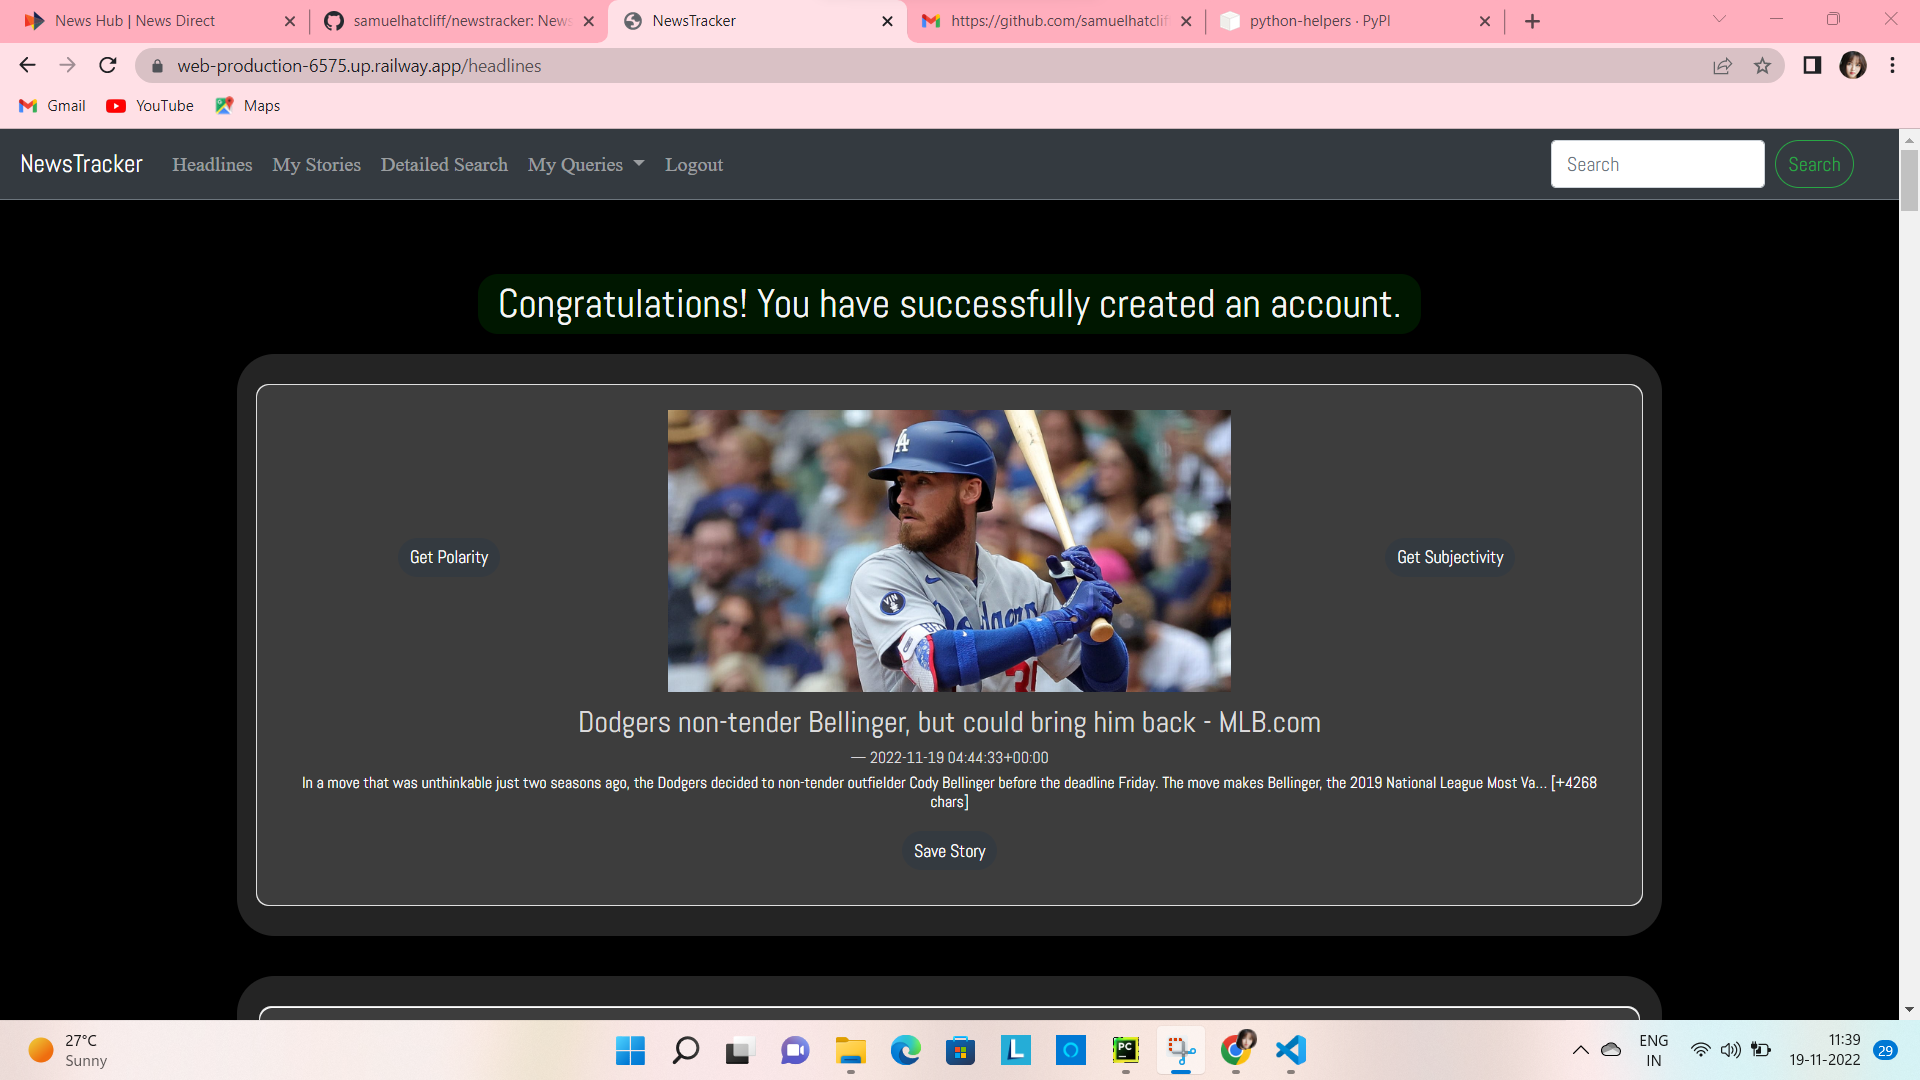 News Hub | News Direct
samuelhatcliff/newstracker: News
NewsTracker
https://github.com/samuelhatcliff
python-helpers · PyPI
web-production-6575.up.railway.app/headlines
Gmail
YouTube
Maps
NewsTracker
Headlines
My Stories
Detailed Search
My Queries
Logout
Search
Search
Congratulations! You have successfully created an account.
Get Polarity
Get Subjectivity
Dodgers non-tender Bellinger, but could bring him back - MLB.com
— 2022-11-19 04:44:33+00:00
In a move that was unthinkable just two seasons ago, the Dodgers decided to non-tender outfielder Cody Bellinger before the deadline Friday. The move makes Bellinger, the 2019 National League Most Va… [+4268
chars]
Save Story
27°C
Sunny
ENG
IN
11:39
19-11-2022
29